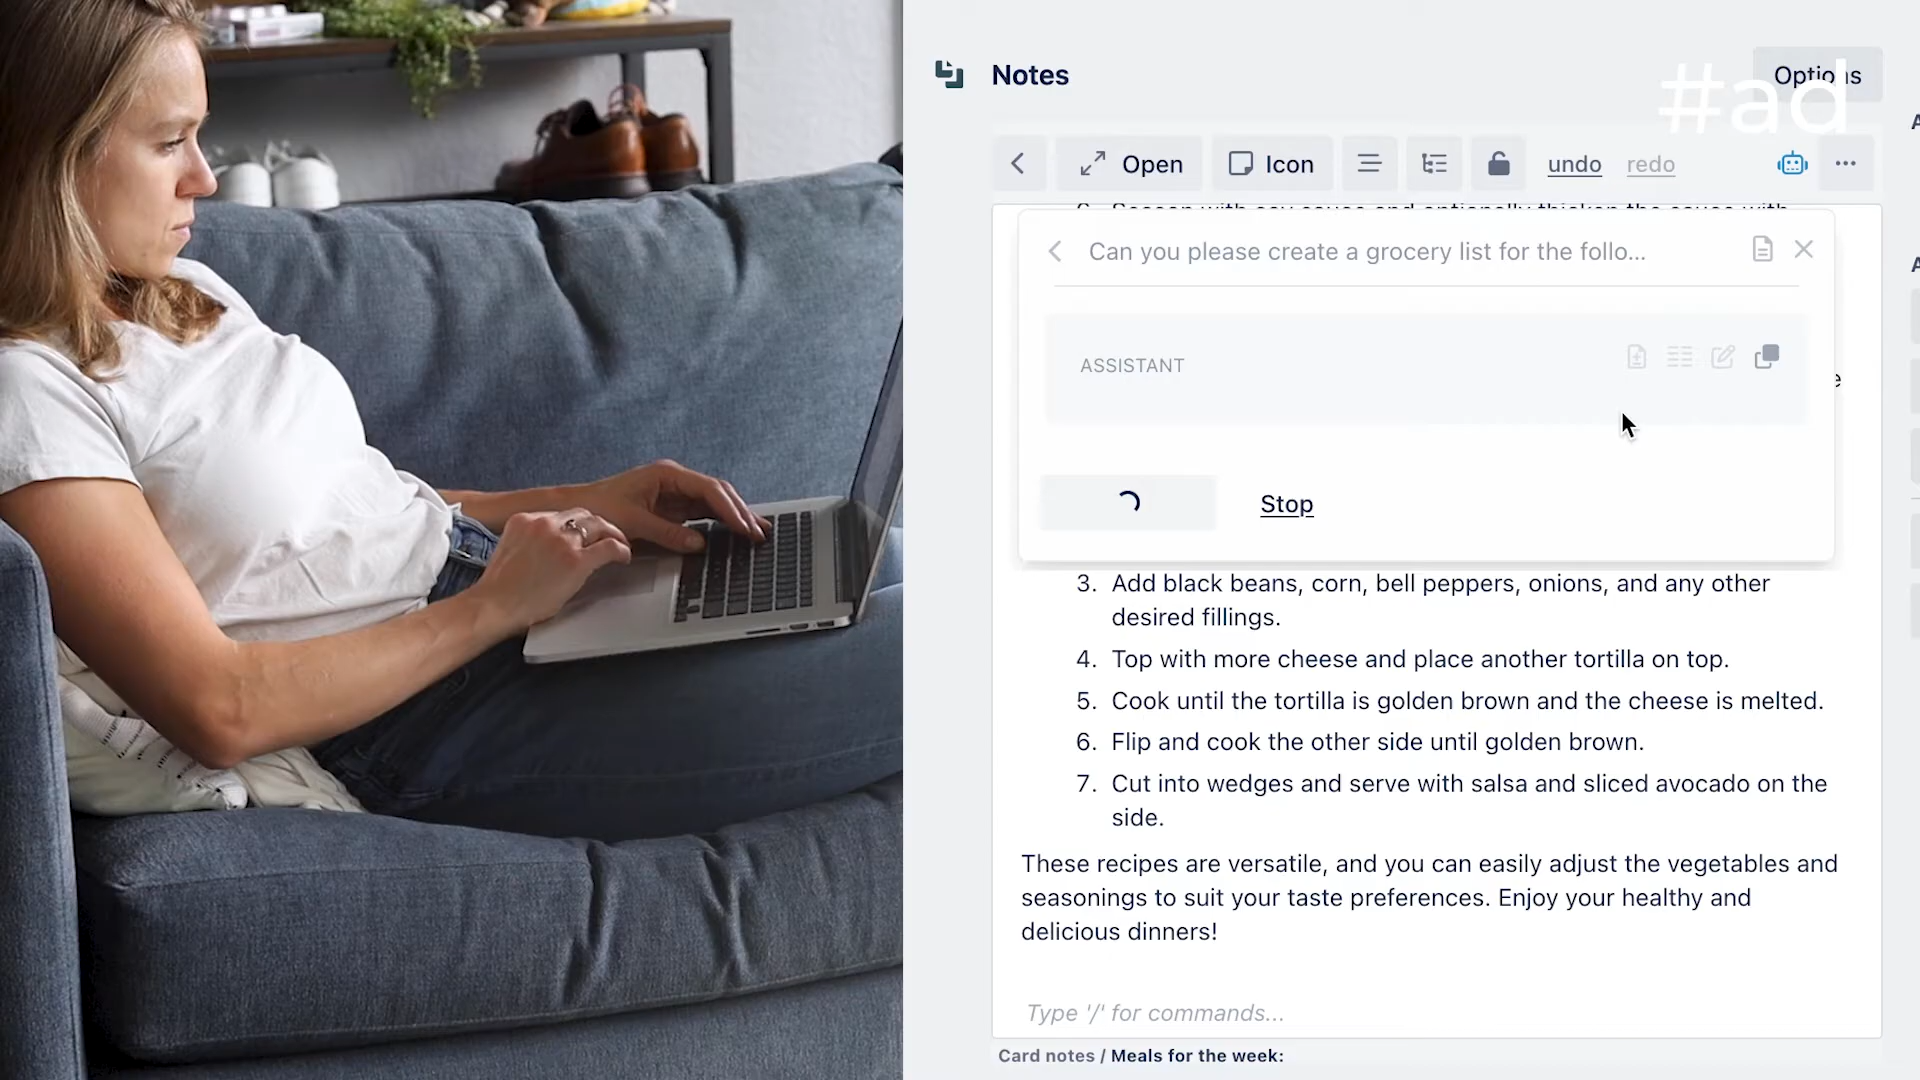 Notes
Options
#ad
Open
Icon
undo
redo
Can you please create a grocery list for the follo...
ASSISTANT
Stop
3. Add black beans, corn, bell peppers, onions, and any other
desired fillings.
4. Top with more cheese and place another tortilla on top.
5. Cook until the tortilla is golden brown and the cheese is melted.
6. Flip and cook the other side until golden brown.
7. Cut into wedges and serve with salsa and sliced avocado on the
side.
These recipes are versatile, and you can easily adjust the vegetables and
seasonings to suit your taste preferences. Enjoy your healthy and
delicious dinners!
Type '/' for commands...
Card notes / Meals for the week: